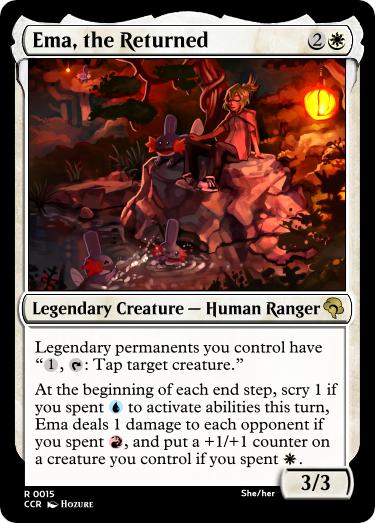 Ema, the Returned 2
Legendary Creature — Human Ranger
Legendary permanents you control have
“1, : Tap target creature.”
At the beginning of each end step, scry 1 if
you spent to activate abilities this turn,
Ema deals 1 damage to each opponent if
you spent , and put a +1/+1 counter on
a creature you control if you spent .
3/3
R 0015
She/her
CCR Hozure